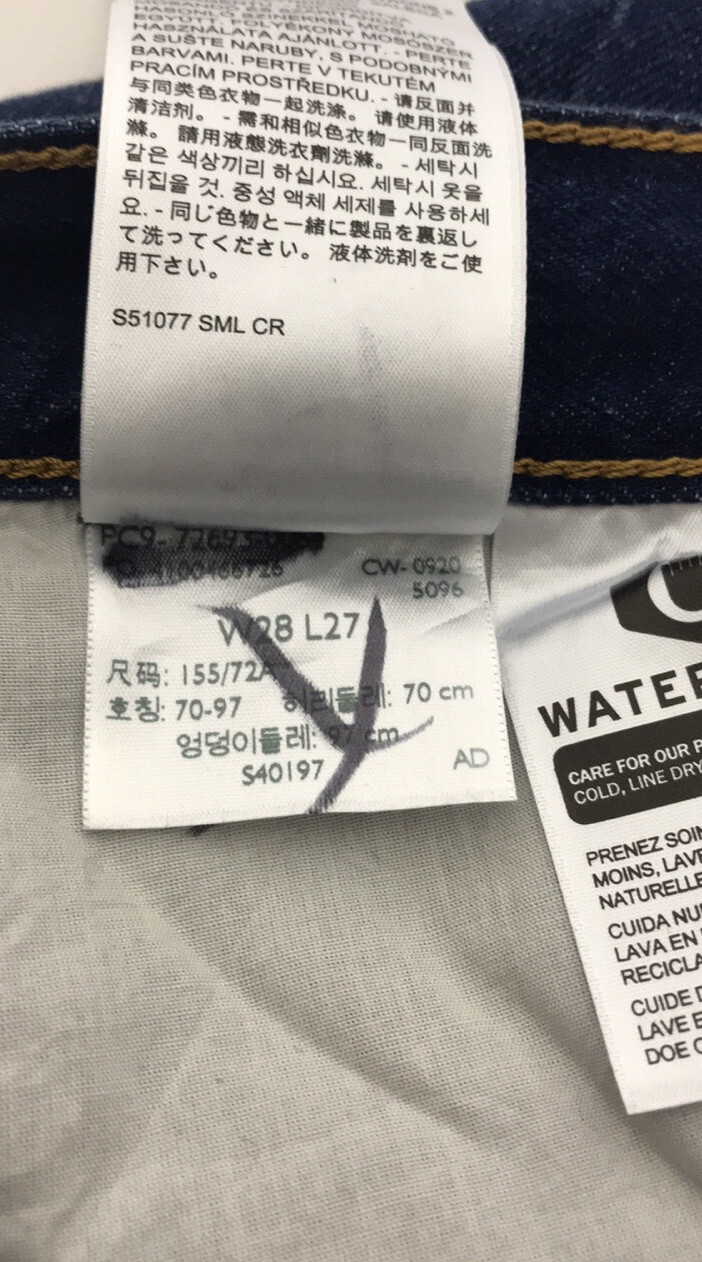 HASONLÓ SZÍNEKKEL MOSHATÓ
EGYÜTT. FOLYÉKONY MOSÓSZER
HASZNÁLATA AJÁNLOTT. - PERTE
A SUŠTE NARUBY, S PODOBNÝMI
BARVAMI. PERTE V TEKUTÉM
PRACÍM PROSTŘEDKU. - 请反面并
与同类色衣物一起洗涤。 请使用液体
清洁剂。 - 需和相似色衣物一同反面洗
滌。 請用液態洗衣劑洗滌。 - 세탁시
같은 색상끼리 하십시요. 세탁시 옷을
뒤집을 것. 중성 액체 세제를 사용하세
요. - 同じ色物と一緒に製品を裏返し
て洗ってください。 液体洗剤をご使
用下さい。
S51077 SML CR
PC9- 72693-
CW- 0920
5096
W28 L27
尺码: 155/72A
호칭: 70-97 허리둘레: 70 cm
엉덩이둘레: 97 cm
S40197
AD
WATER
CARE FOR OUR P
COLD, LINE DRY
PRENEZ SOIN
MOINS, LAVE
NATURELLE
CUIDA NU
LAVA EN
RECICLA
CUIDE D
LAVE E
DOE O